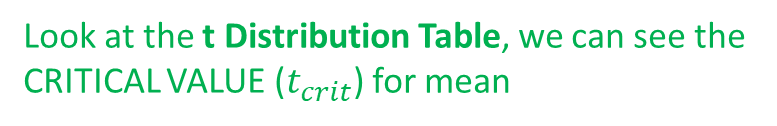 Look at the t Distribution Table, we can see the
CRITICAL VALUE (t_crit) for mean